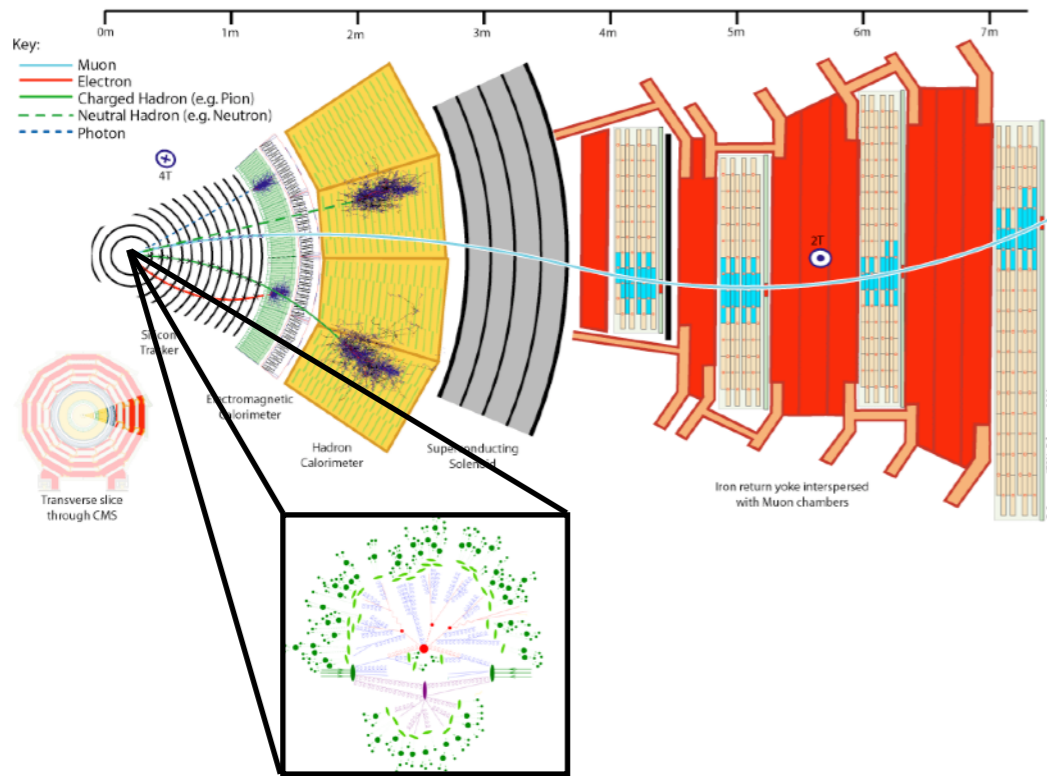 0m 1m 2m 3m 4m 5m 6m 7m
Key:
Muon
Electron
Charged Hadron (e.g. Pion)
Neutral Hadron (e.g. Neutron)
Photon
4T
2T
Silicon
Tracker
Electromagnetic
Calorimeter
Hadron
Calorimeter
Superconducting
Solenoid
Iron return yoke interspersed
with Muon chambers
Transverse slice
through CMS